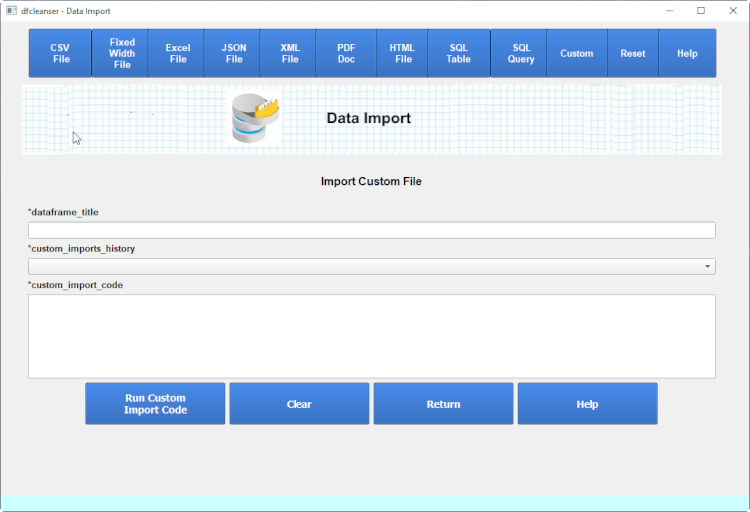 dfcleanser - Data Import
CSV
File
Fixed
Width
File
Excel
File
JSON
File
XML
File
PDF
Doc
HTML
File
SQL
Table
SQL
Query
Custom
Reset
Help
Data Import
Import Custom File
*dataframe_title
*custom_imports_history
*custom_import_code
Run Custom
Import Code
Clear
Return
Help